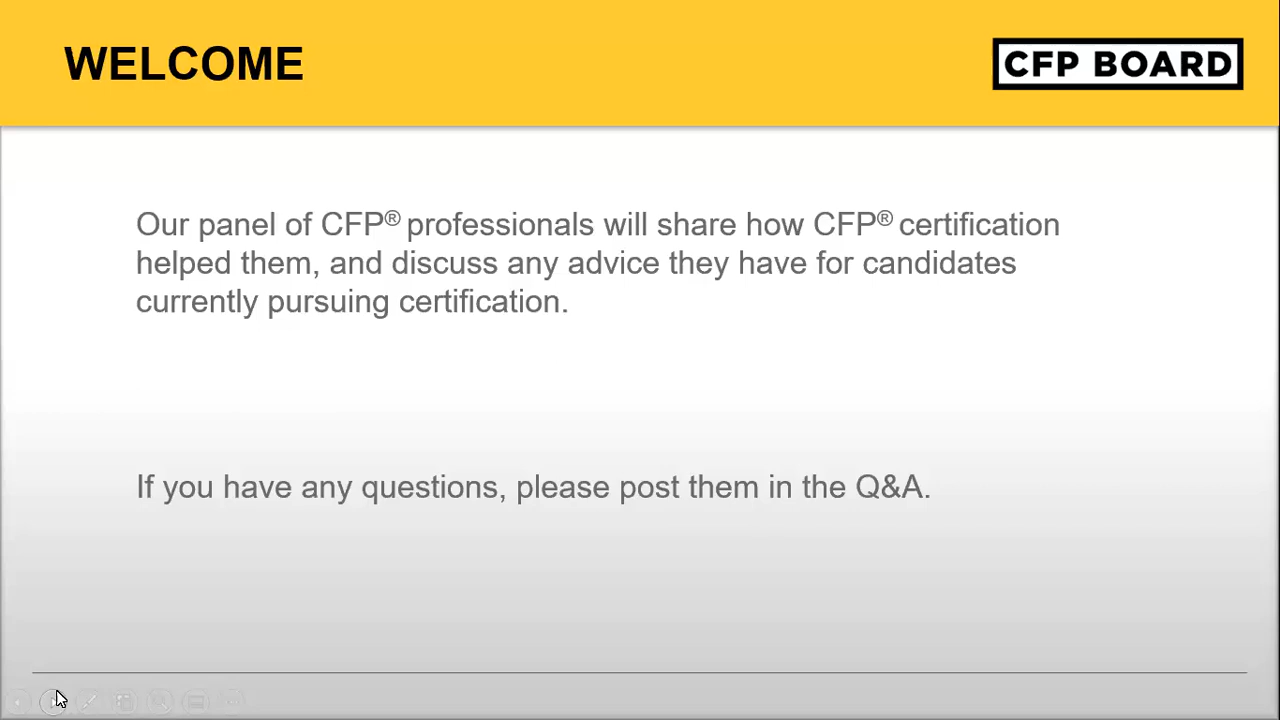 WELCOME
CFP BOARD
Our panel of CFP® professionals will share how CFP® certification
helped them, and discuss any advice they have for candidates
currently pursuing certification.
If you have any questions, please post them in the Q&A.